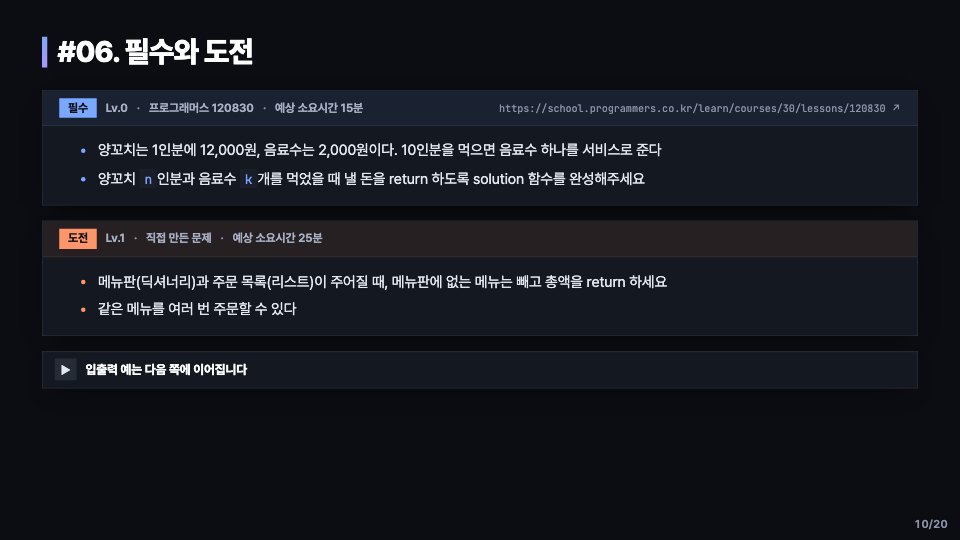 #06. 필수와 도전
필수 Lv.0 · 프로그래머스 120830 · 예상 소요시간 15분 https://school.programmers.co.kr/learn/courses/30/lessons/120830 ↗
• 양꼬치는 1인분에 12,000원, 음료수는 2,000원이다. 10인분을 먹으면 음료수 하나를 서비스로 준다
• 양꼬치 n 인분과 음료수 k 개를 먹었을 때 낼 돈을 return 하도록 solution 함수를 완성해주세요
도전 Lv.1 · 직접 만든 문제 · 예상 소요시간 25분
• 메뉴판(딕셔너리)과 주문 목록(리스트)이 주어질 때, 메뉴판에 없는 메뉴는 빼고 총액을 return 하세요
• 같은 메뉴를 여러 번 주문할 수 있다
▶ 입출력 예는 다음 쪽에 이어집니다
10/20